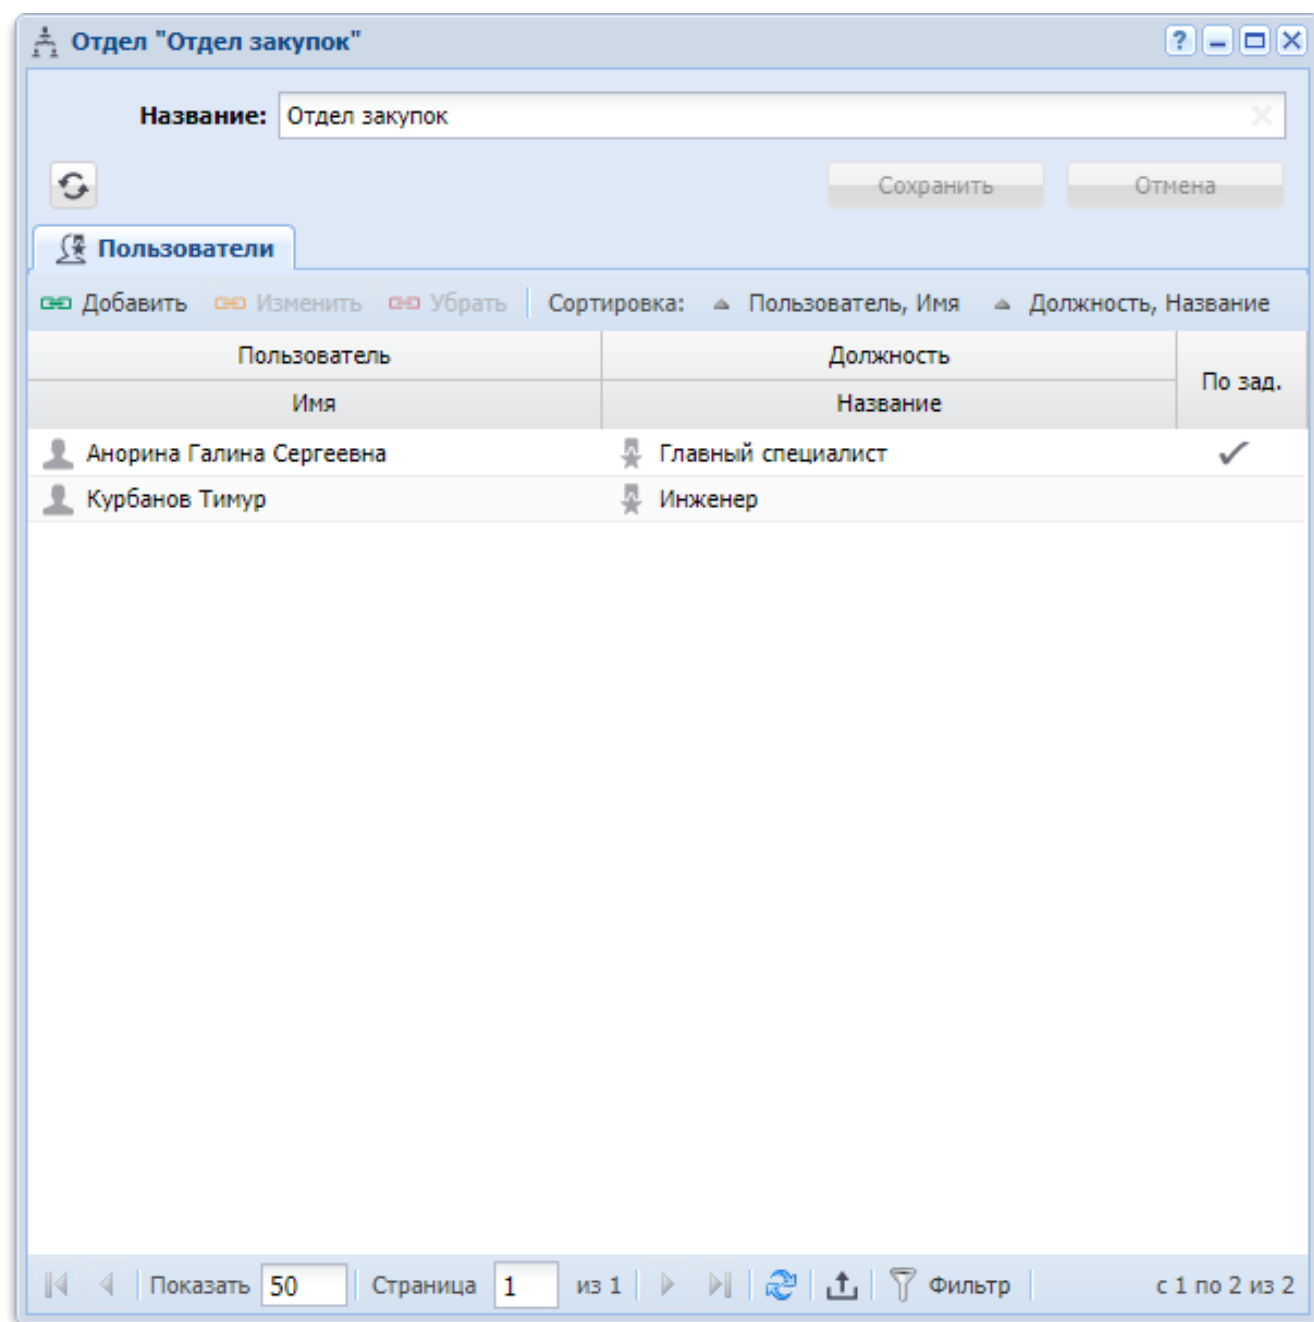 Отдел "Отдел закупок"
Название: Отдел закупок
Сохранить Отмена
Пользователи
Добавить Изменить Убрать Сортировка: Пользователь, Имя Должность, Название
Пользователь Должность По зад.
Имя Название
Анорина Галина Сергеевна Главный специалист
Курбанов Тимур Инженер
Показать 50 Страница 1 из 1 Фильтр с 1 по 2 из 2